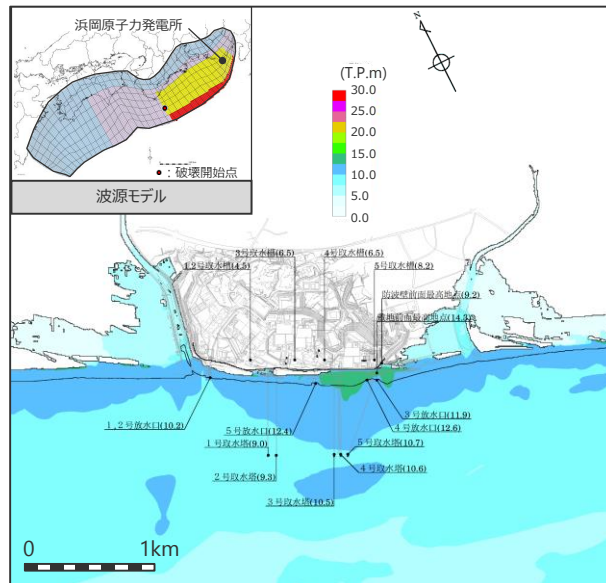 浜岡原子力発電所
●:破壊開始点
波源モデル
(T.P.m)
30.0
25.0
20.0
15.0
10.0
5.0
0.0
N
3号取水槽(6.5)
4号取水槽(6.5)
1,2号取水槽(4.5)
5号取水槽(8.2)
防波壁前面最高地点(9.2)
敷地前面最高地点(14.3)
1,2号放水口(10.2)
5号放水口(12.4)
3号放水口(11.9)
4号放水口(12.6)
1号取水塔(9.0)
5号取水塔(10.7)
2号取水塔(9.3)
4号取水塔(10.6)
3号取水塔(10.5)
0 1km